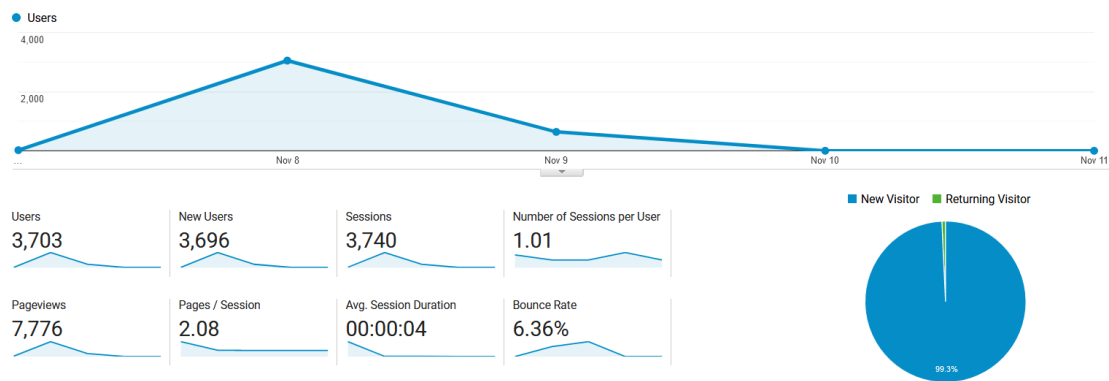 Users
4,000
2,000
...
Nov 8
Nov 9
Nov 10
Nov 11
New Visitor
Returning Visitor
Users
3,703
New Users
3,696
Sessions
3,740
Number of Sessions per User
1.01
Pageviews
7,776
Pages / Session
2.08
Avg. Session Duration
00:00:04
Bounce Rate
6.36%
99.3%